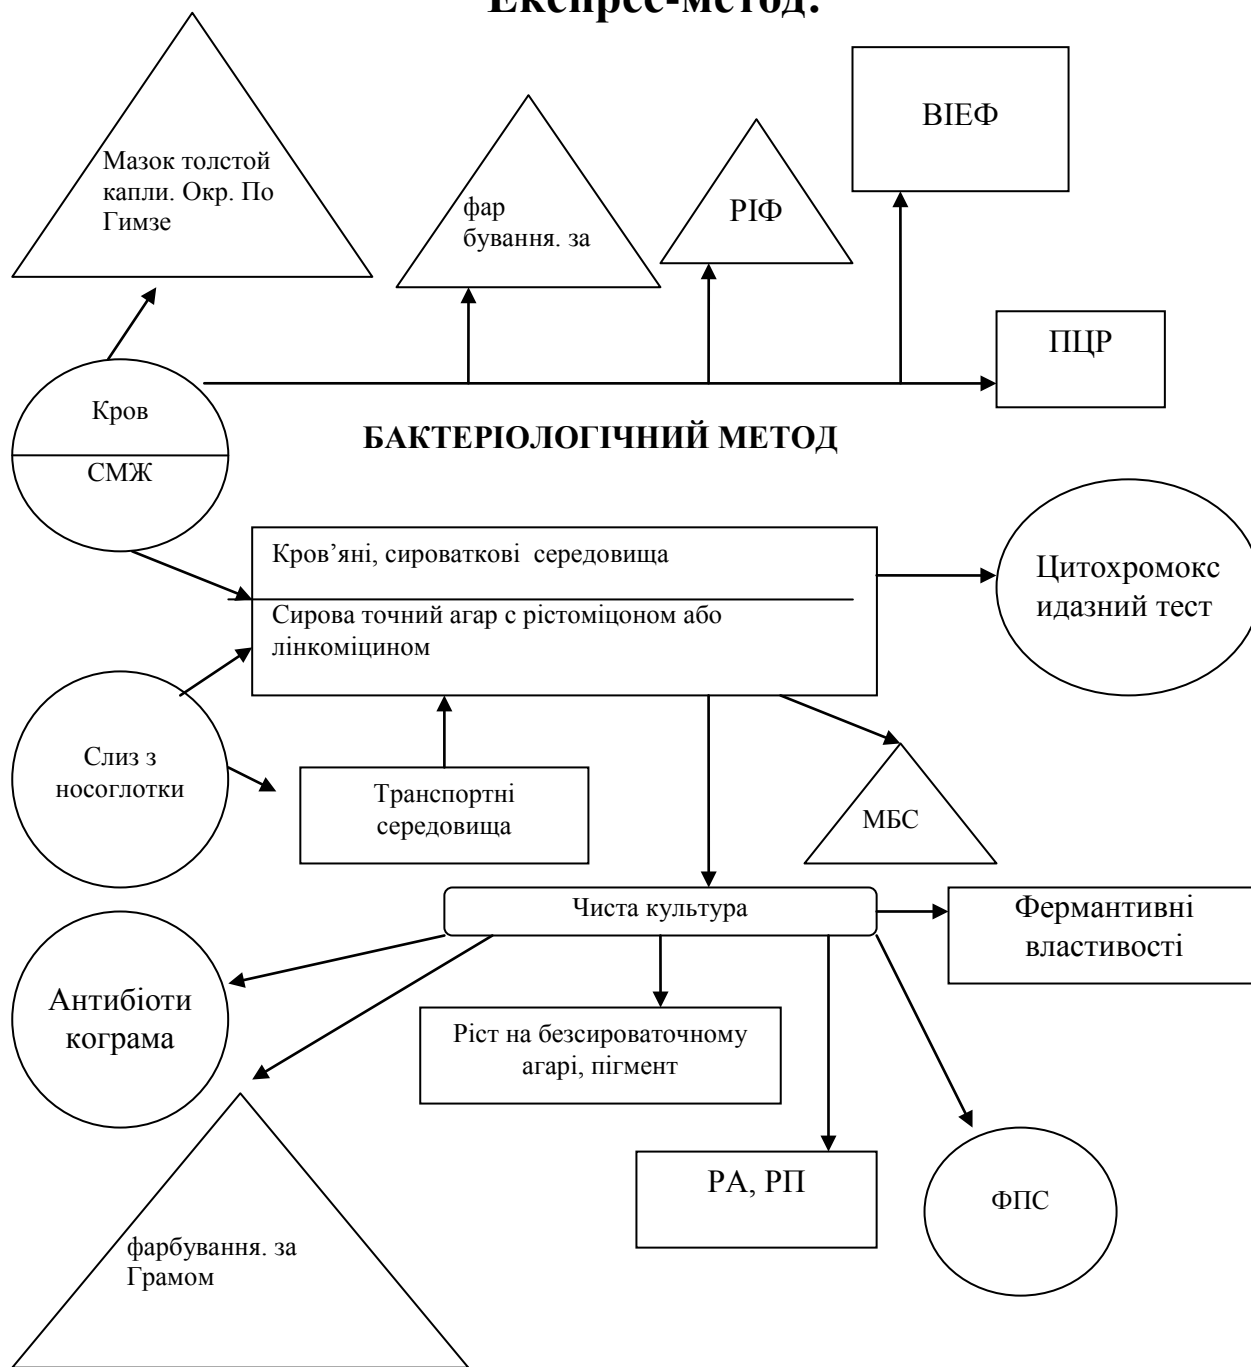 Експрес-метод:
Мазок толстой
капли. Окр. По
Гимзе
фар
бування. за
РІФ
ВІЕФ
ПЦР
Кров
СМЖ
БАКТЕРІОЛОГІЧНИЙ МЕТОД
Кров’яні, сироваткові середовища
Сирова точний агар с рістоміцоном або
лінкоміцином
Цитохромокс
идазний тест
Слиз з
носоглотки
Транспортні
середовища
МБС
Чиста культура
Фермантивні
властивості
Антибіоти
кограма
Ріст на безсироваточному
агарі, пігмент
РА, РП
ФПС
фарбування. за
Грамом